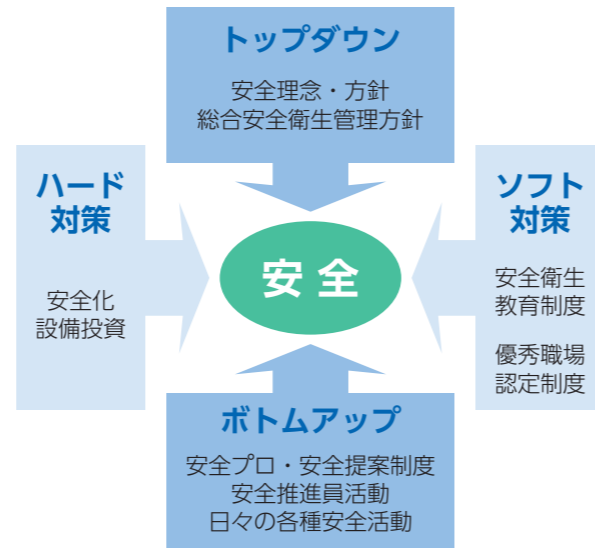 トップダウン
安全理念・方針
総合安全衛生管理方針
ハード
対策
安全化
設備投資
安全
ソフト
対策
安全衛生
教育制度
優秀職場
認定制度
ボトムアップ
安全プロ・安全提案制度
安全推進員活動
日々の各種安全活動